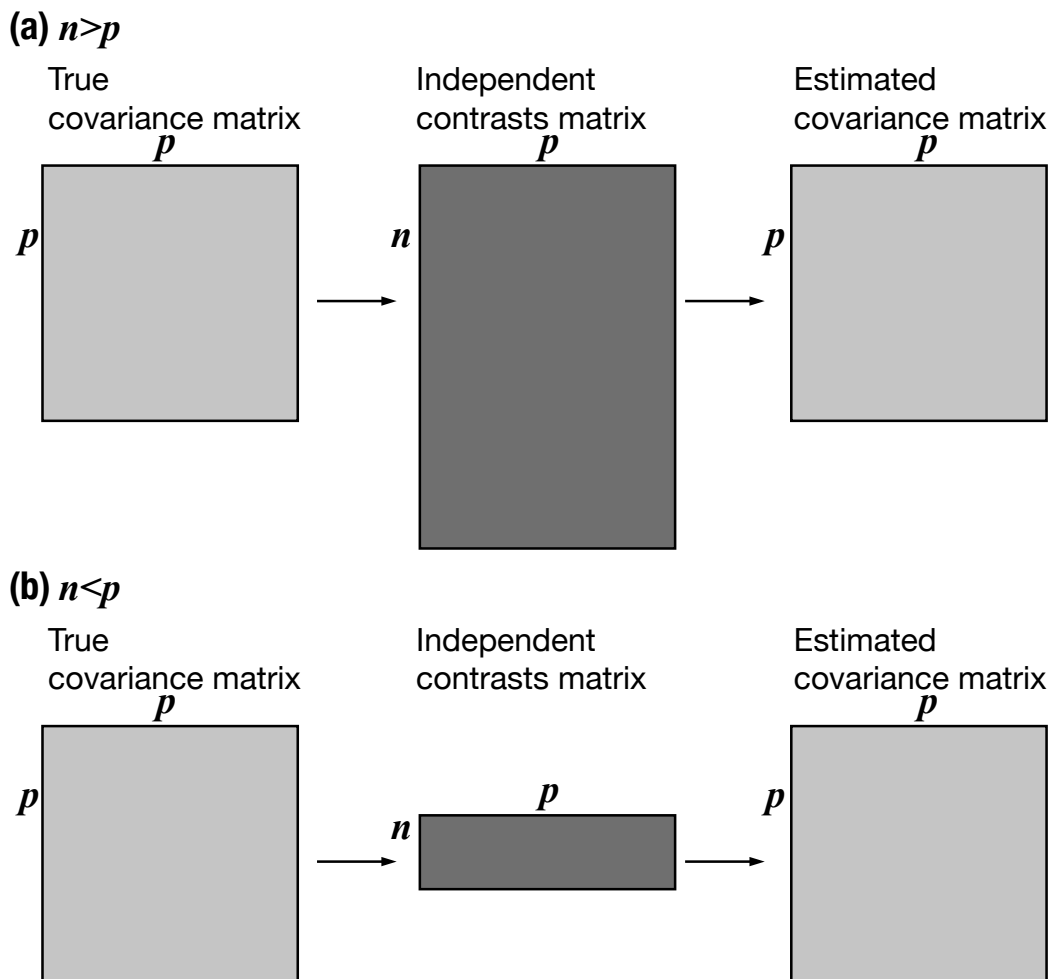 (a) n>p
True
covariance matrix
p
p
Independent
contrasts matrix
p
n
Estimated
covariance matrix
p
p
(b) n<p
True
covariance matrix
p
p
Independent
contrasts matrix
p
n
Estimated
covariance matrix
p
p